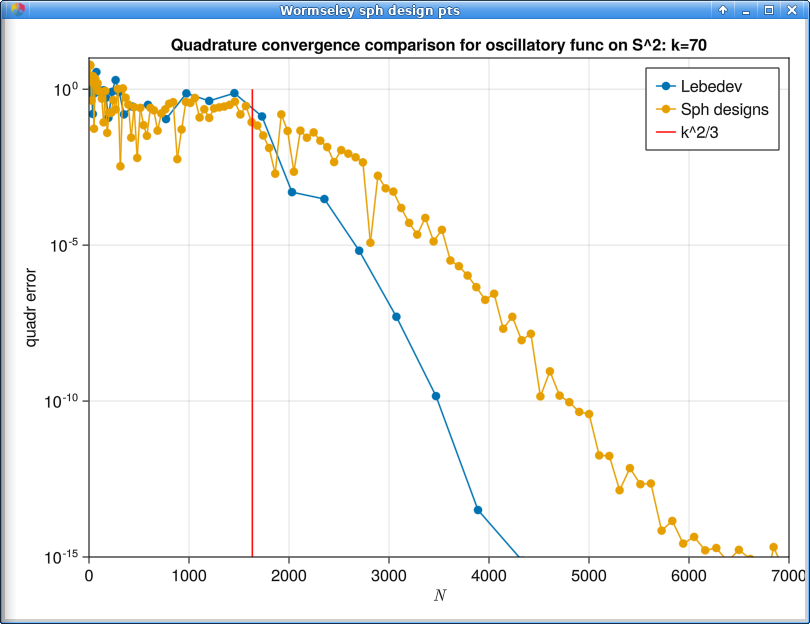 Wormseley sph design pts
Quadrature convergence comparison for oscillatory func on S^2: k=70
Lebedev
Sph designs
k^2/3
10^0
10^-5
10^-10
10^-15
quadr error
0 1000 2000 3000 4000 5000 6000 7000
N